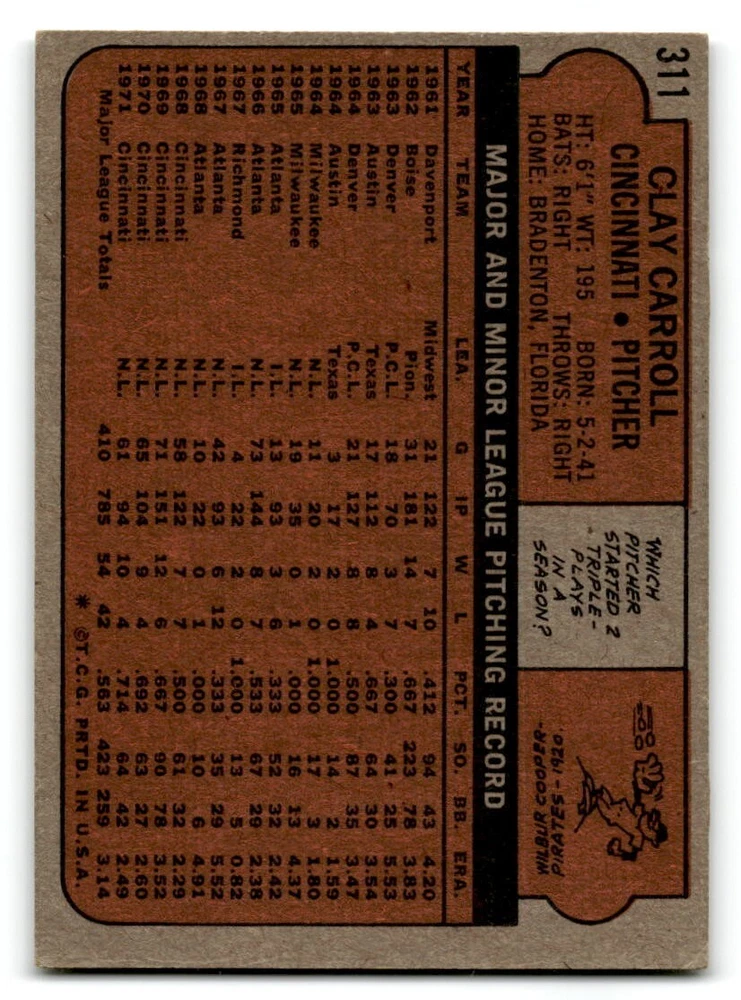 311
CLAY CARROLL
CINCINNATI • PITCHER
HT: 6'1" WT: 195 BORN: 5-2-41
BATS: RIGHT THROWS: RIGHT
HOME: BRADENTON, FLORIDA
WHICH
PITCHER
STARTED 2
TRIPLE-
PLAYS
IN A
SEASON?
WILBUR COOPER-
PIRATES - 1920.
MAJOR AND MINOR LEAGUE PITCHING RECORD
YEAR TEAM LEA. G IP W L PCT. SO. BB. ERA.
1961 Davenport Midwest 21 122 7 10 .412 94 43 4.20
1962 Boise Pion. 31 181 14 7 .667 223 78 3.83
1963 Denver P.C.L. 18 70 3 7 .300 41 25 5.53
1963 Austin Texas 17 112 8 4 .667 64 30 3.54
1964 Denver P.C.L. 21 127 8 8 .500 87 35 3.47
1964 Austin Texas 3 17 2 0 1.000 14 2 1.59
1964 Milwaukee N.L. 11 20 2 0 1.000 17 3 1.80
1965 Milwaukee N.L. 19 35 0 1 .000 16 13 4.37
1965 Atlanta I.L. 13 93 3 6 .333 52 32 2.42
1966 Atlanta N.L. 73 144 8 7 .533 67 29 2.38
1967 Richmond I.L. 4 22 2 0 1.000 13 5 0.82
1967 Atlanta N.L. 42 93 6 12 .333 35 29 5.52
1968 Atlanta N.L. 10 22 0 1 .000 10 6 4.91
1968 Cincinnati N.L. 58 122 7 7 .500 61 32 2.29
1969 Cincinnati N.L. 71 151 12 6 .667 90 78 3.52
1970 Cincinnati N.L. 65 104 9 4 .692 63 27 2.60
1971 Cincinnati N.L. 61 94 10 4 .714 64 42 2.49
Major League Totals 410 785 54 42 .563 423 259 3.14
* ©T.C.G. PRTD. IN U.S.A.